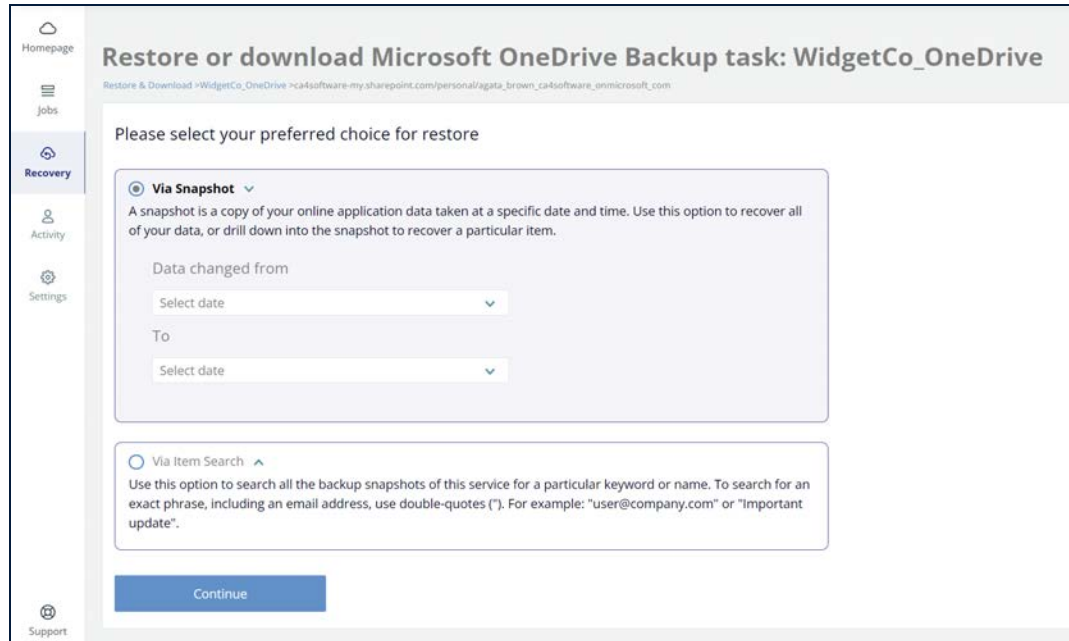 Homepage
Jobs
Recovery
Activity
Settings
Support
Restore or download Microsoft OneDrive Backup task: WidgetCo_OneDrive
Restore & Download >WidgetCo_OneDrive >ca4software-my.sharepoint.com/personal/agata_brown_ca4software_onmicrosoft_com
Please select your preferred choice for restore
Via Snapshot
A snapshot is a copy of your online application data taken at a specific date and time. Use this option to recover all
of your data, or drill down into the snapshot to recover a particular item.
Data changed from
Select date
To
Select date
Via Item Search
Use this option to search all the backup snapshots of this service for a particular keyword or name. To search for an
exact phrase, including an email address, use double-quotes ("). For example: "user@company.com" or "Important
update".
Continue